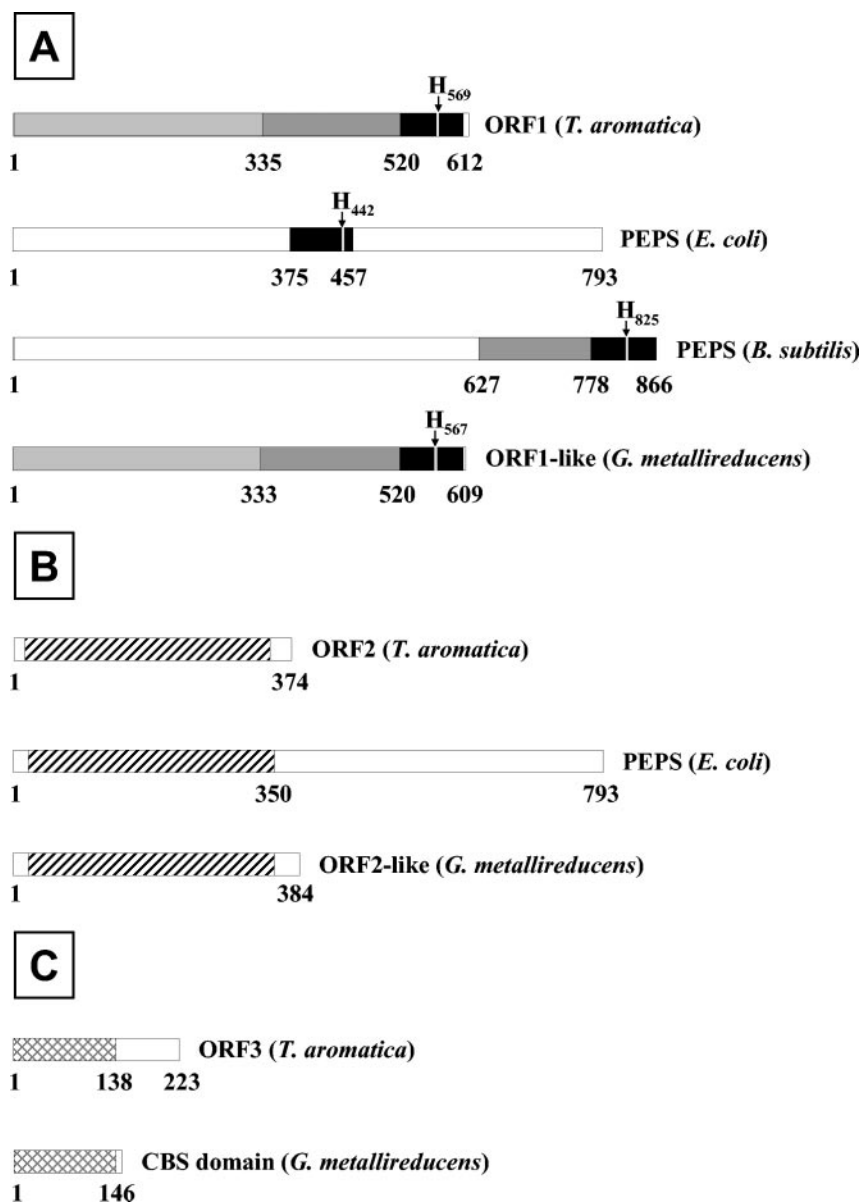 A
H569
ORF1 (T. aromatica)
1 335 520 612
H442
PEPS (E. coli)
1 375 457 793
H825
PEPS (B. subtilis)
1 627 778 866
H567
ORF1-like (G. metallireducens)
1 333 520 609
B
ORF2 (T. aromatica)
1 374
PEPS (E. coli)
1 350 793
ORF2-like (G. metallireducens)
1 384
C
ORF3 (T. aromatica)
1 138 223
CBS domain (G. metallireducens)
1 146